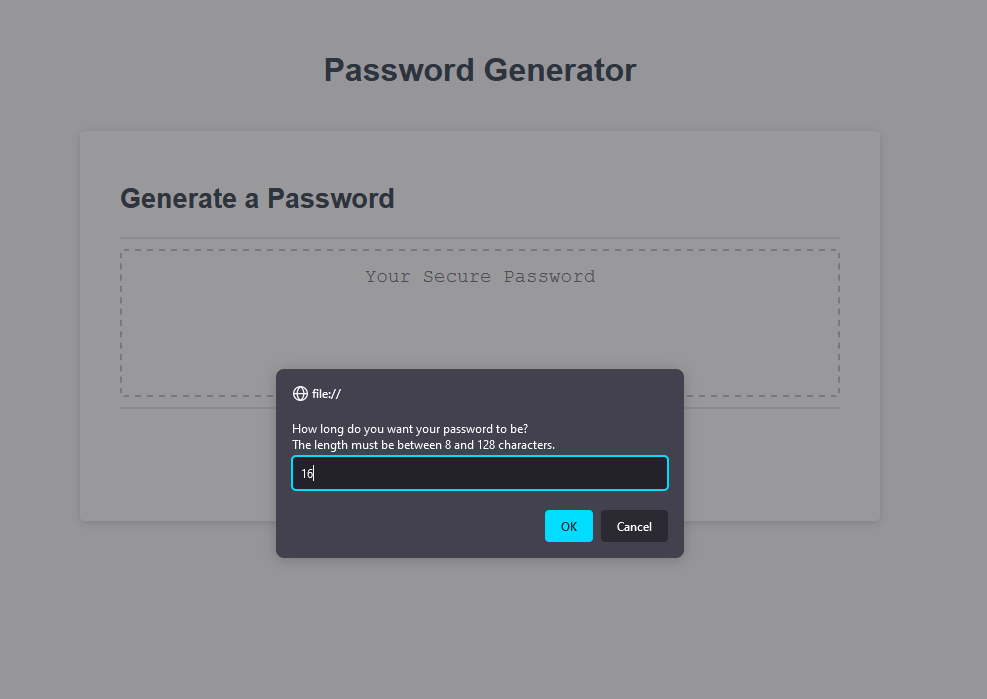 Password Generator
Generate a Password
Your Secure Password
file://
How long do you want your password to be?
The length must be between 8 and 128 characters.
16
OK
Cancel